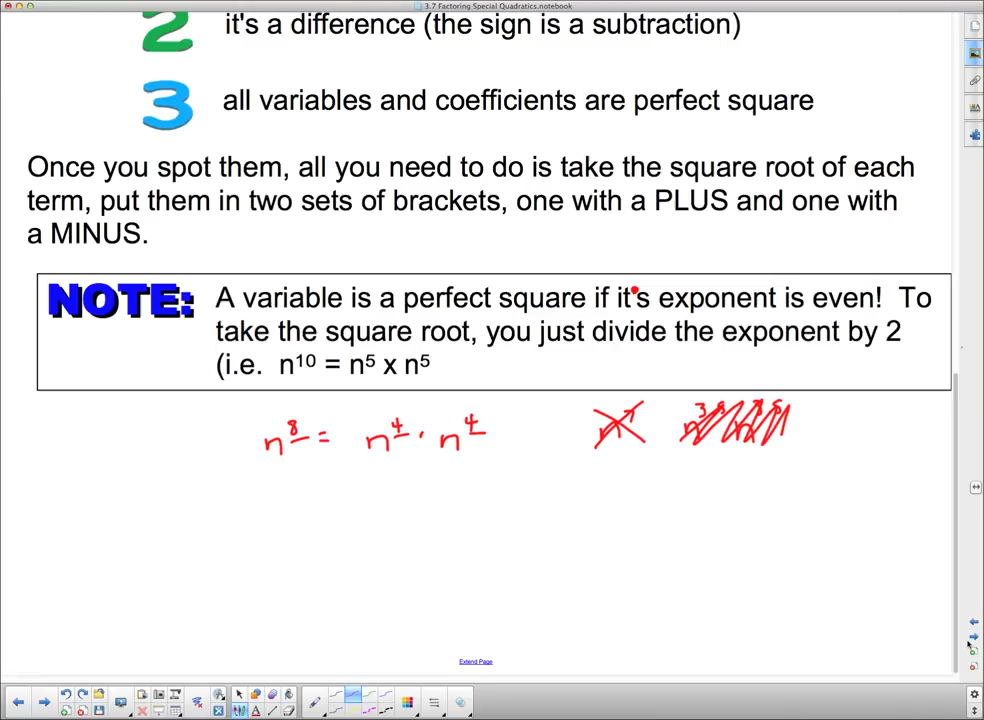 3.7 Factoring Special Quadratics.notebook
2 it's a difference (the sign is a subtraction)
3 all variables and coefficients are perfect square
Once you spot them, all you need to do is take the square root of each
term, put them in two sets of brackets, one with a PLUS and one with
a MINUS.
NOTE: A variable is a perfect square if it's exponent is even! To
take the square root, you just divide the exponent by 2
(i.e. n¹⁰ = n⁵ x n⁵
n⁸ = n⁴ · n⁴
Extend Page